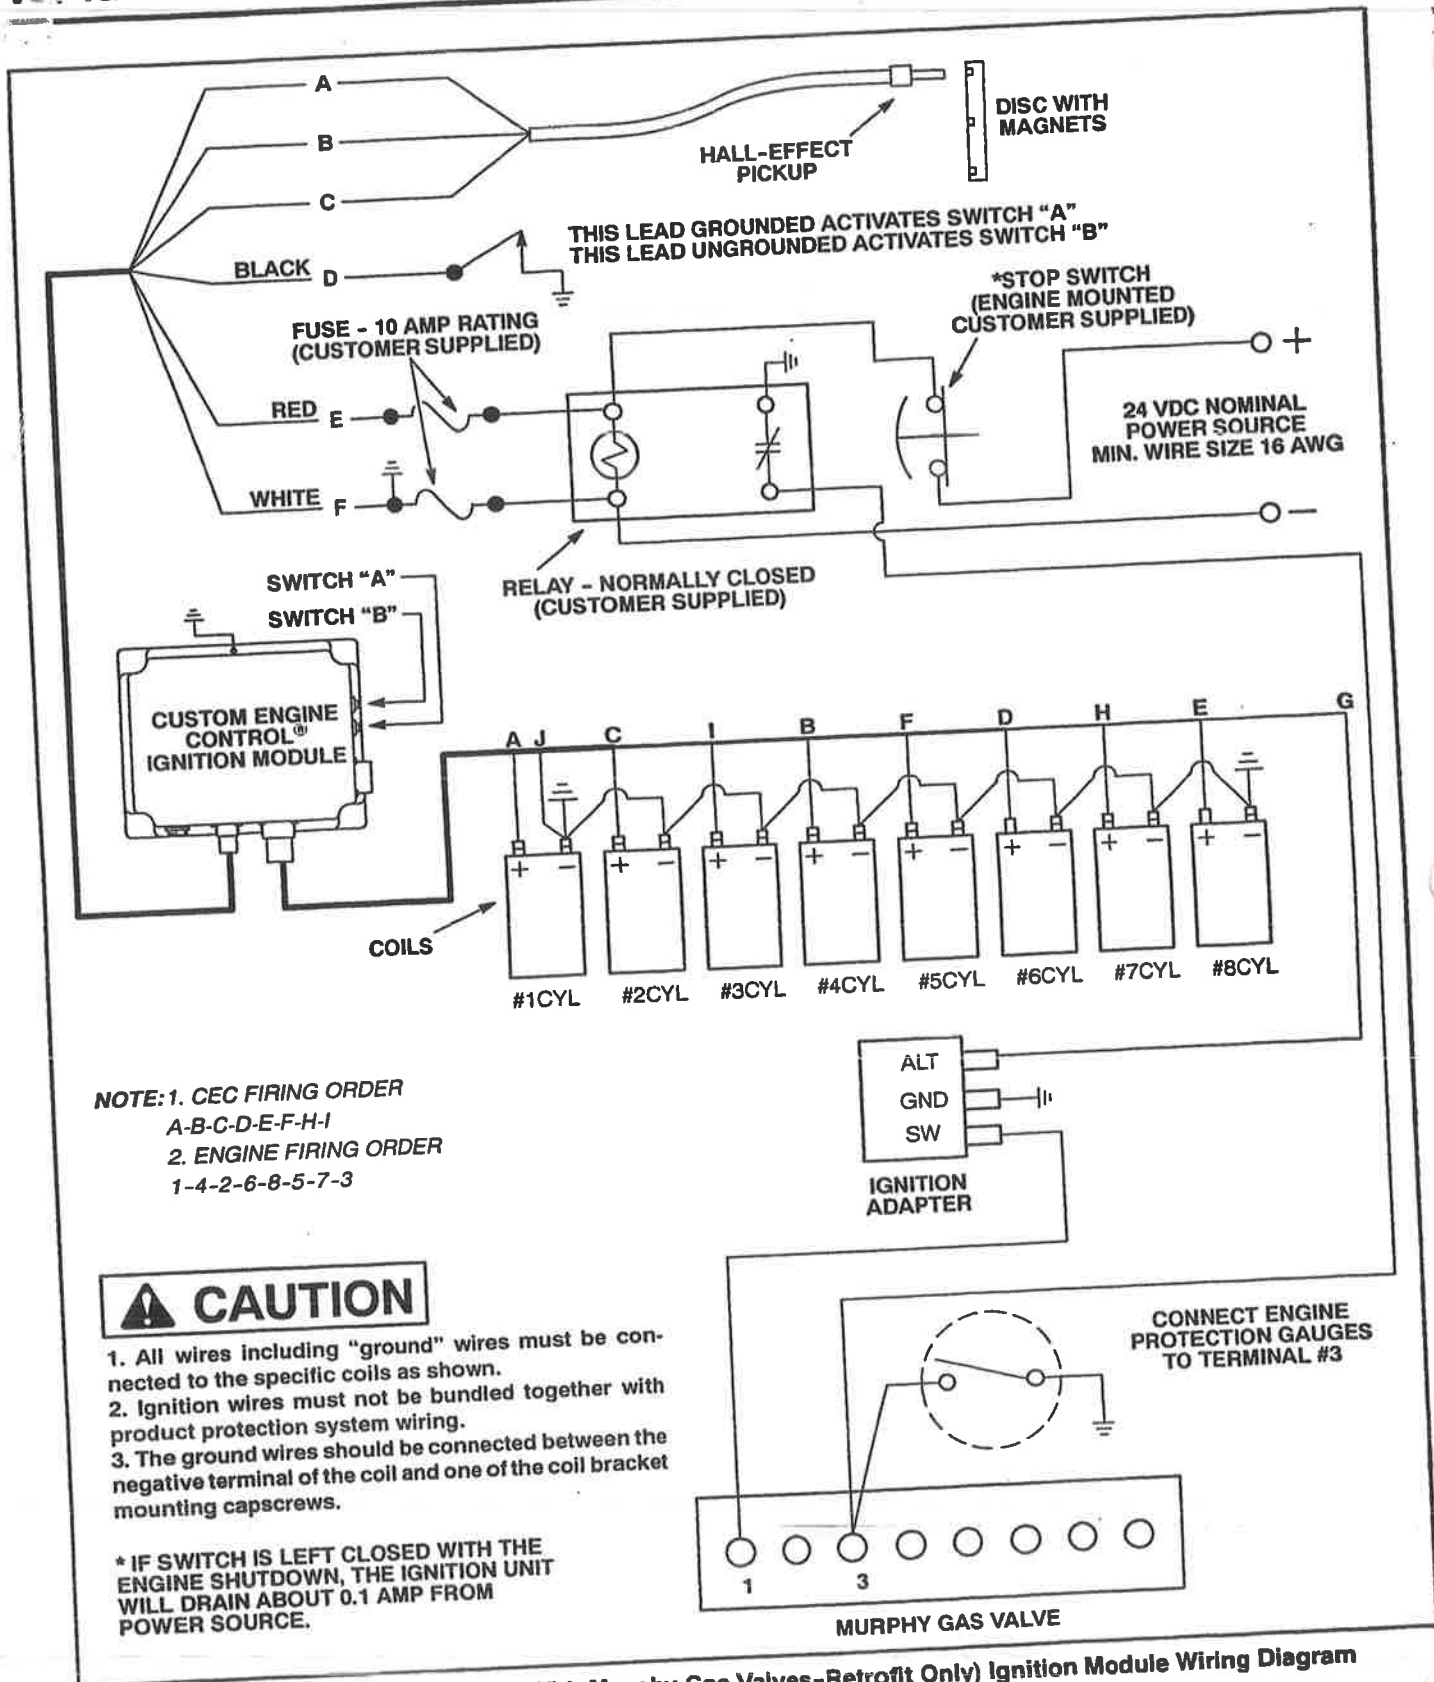 A
B
C
HALL-EFFECT
PICKUP
DISC WITH
MAGNETS
THIS LEAD GROUNDED ACTIVATES SWITCH “A”
THIS LEAD UNGROUNDED ACTIVATES SWITCH “B”
BLACK D
*STOP SWITCH
(ENGINE MOUNTED
CUSTOMER SUPPLIED)
FUSE - 10 AMP RATING
(CUSTOMER SUPPLIED)
+
RED E
24 VDC NOMINAL
POWER SOURCE
MIN. WIRE SIZE 16 AWG
WHITE F
−
RELAY - NORMALLY CLOSED
(CUSTOMER SUPPLIED)
SWITCH “A”
SWITCH “B”
CUSTOM ENGINE
CONTROL®
IGNITION MODULE
A J C I B F D H E G
+ − + − + − + − + − + − + − + −
COILS
#1CYL #2CYL #3CYL #4CYL #5CYL #6CYL #7CYL #8CYL
ALT
GND
SW
IGNITION
ADAPTER
NOTE: 1. CEC FIRING ORDER
A-B-C-D-E-F-H-I
2. ENGINE FIRING ORDER
1-4-2-6-8-5-7-3
CAUTION
1. All wires including “ground” wires must be con-
nected to the specific coils as shown.
2. Ignition wires must not be bundled together with
product protection system wiring.
3. The ground wires should be connected between the
negative terminal of the coil and one of the coil bracket
mounting capscrews.
* IF SWITCH IS LEFT CLOSED WITH THE
ENGINE SHUTDOWN, THE IGNITION UNIT
WILL DRAIN ABOUT 0.1 AMP FROM
POWER SOURCE.
CONNECT ENGINE
PROTECTION GAUGES
TO TERMINAL #3
1 3
MURPHY GAS VALVE
Gas Valves-Retrofit Only) Ignition Module Wiring Diagram